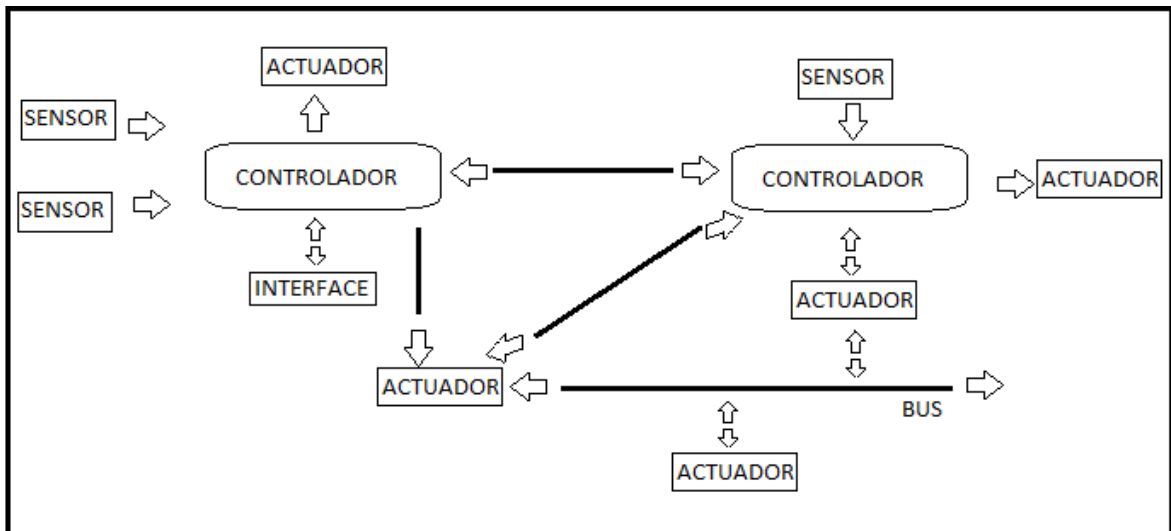 ACTUADOR
SENSOR
SENSOR
CONTROLADOR
CONTROLADOR
ACTUADOR
SENSOR
INTERFACE
ACTUADOR
ACTUADOR
BUS
ACTUADOR